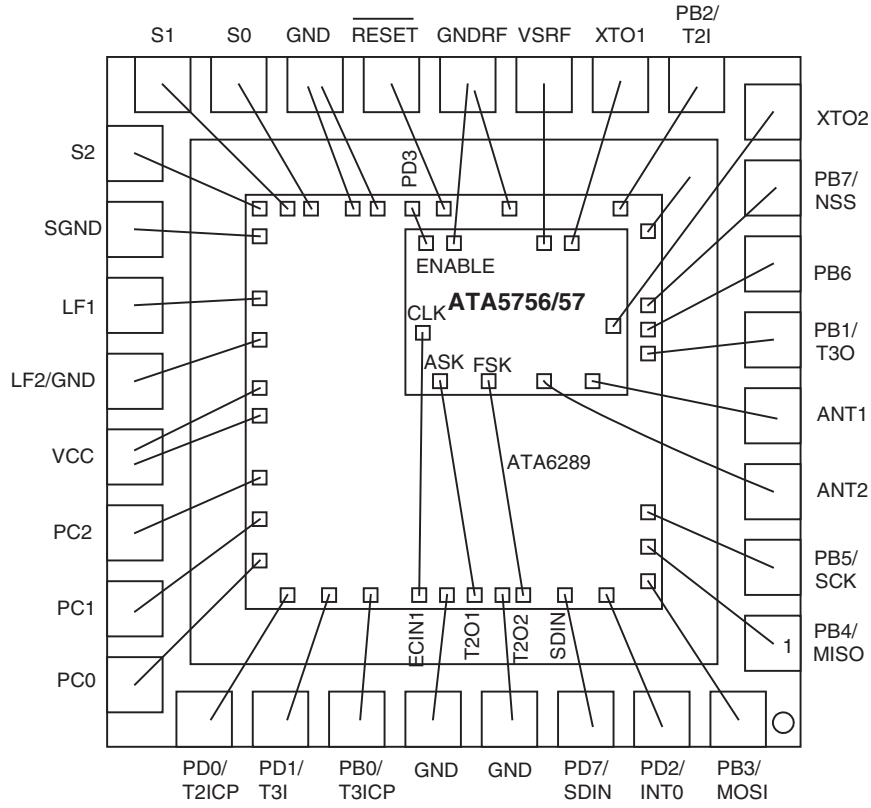 S1
S0
GND
RESET
GNDRF
VSRF
XTO1
PB2/
T2I
XTO2
S2
PD3
PB7/
NSS
SGND
ENABLE
PB6
LF1
ATA5756/57
CLK
PB1/
T3O
ASK
FSK
LF2/GND
ANT1
VCC
ATA6289
ANT2
PC2
PB5/
SCK
PC1
ECIN1
T2O1
T2O2
SDIN
1
PB4/
MISO
PC0
PD0/
T2ICP
PD1/
T3I
PB0/
T3ICP
GND
GND
PD7/
SDIN
PD2/
INT0
PB3/
MOSI